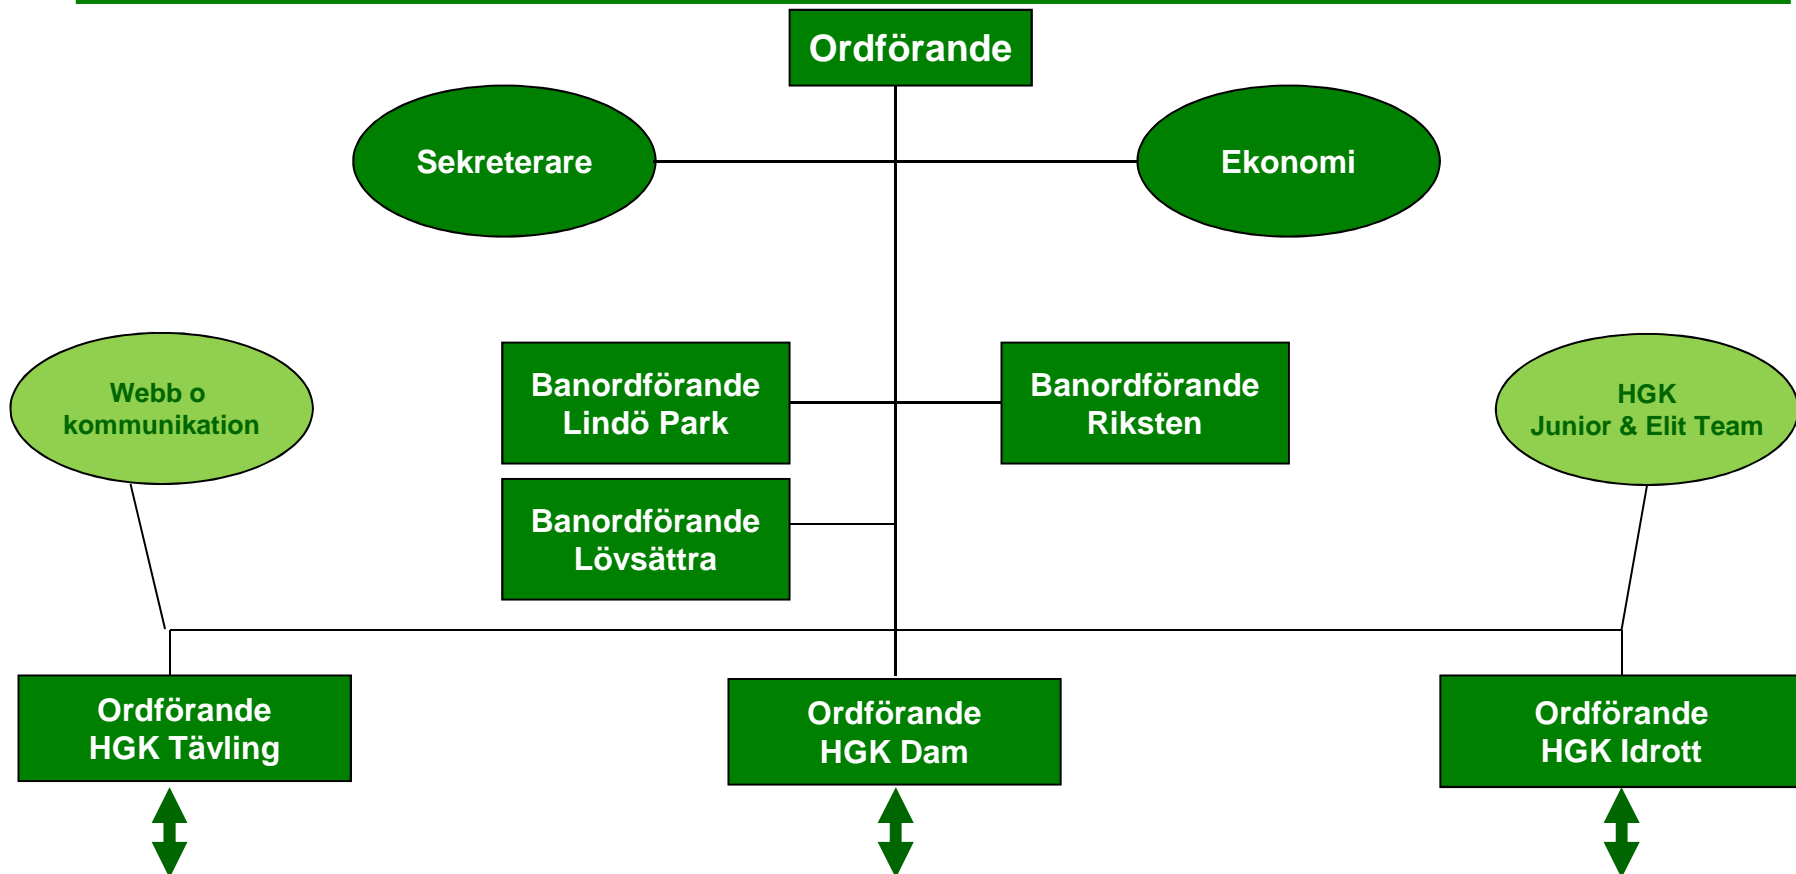 Ordförande
Sekreterare
Ekonomi
Webb o
kommunikation
Banordförande
Lindö Park
Banordförande
Riksten
HGK
Junior & Elit Team
Banordförande
Lövsättra
Ordförande
HGK Tävling
Ordförande
HGK Dam
Ordförande
HGK Idrott